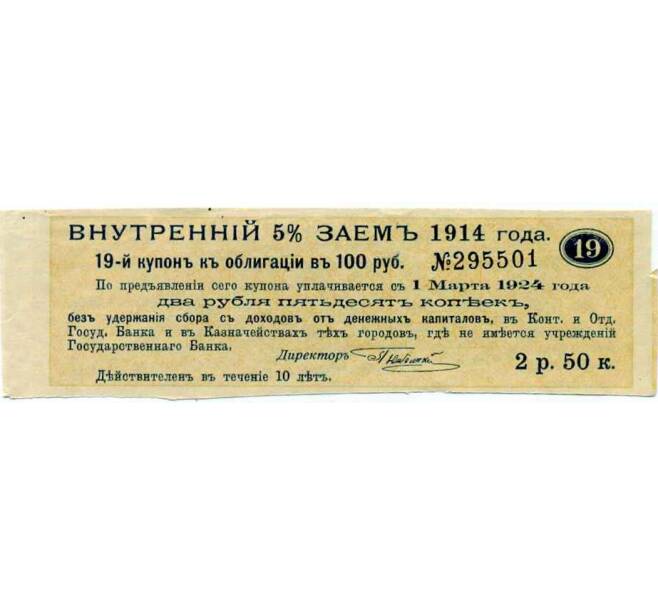 ВНУТРЕННІЙ 5% ЗАЕМЪ 1914 года.
19
19-й купонъ къ облигаціи въ 100 руб. №295501
По предъявленіи сего купона уплачивается съ 1 Марта 1924 года
два рубля пятьдесятъ копѣекъ,
безъ удержанія сбора съ доходовъ отъ денежныхъ капиталовъ, въ Конт. и Отд.
Госуд. Банка и въ Казначействахъ тѣхъ городовъ, гдѣ не имѣется учрежденій
Государственнаго Банка.
Директоръ
2 р. 50 к.
Дѣйствителенъ въ теченіе 10 лѣтъ.